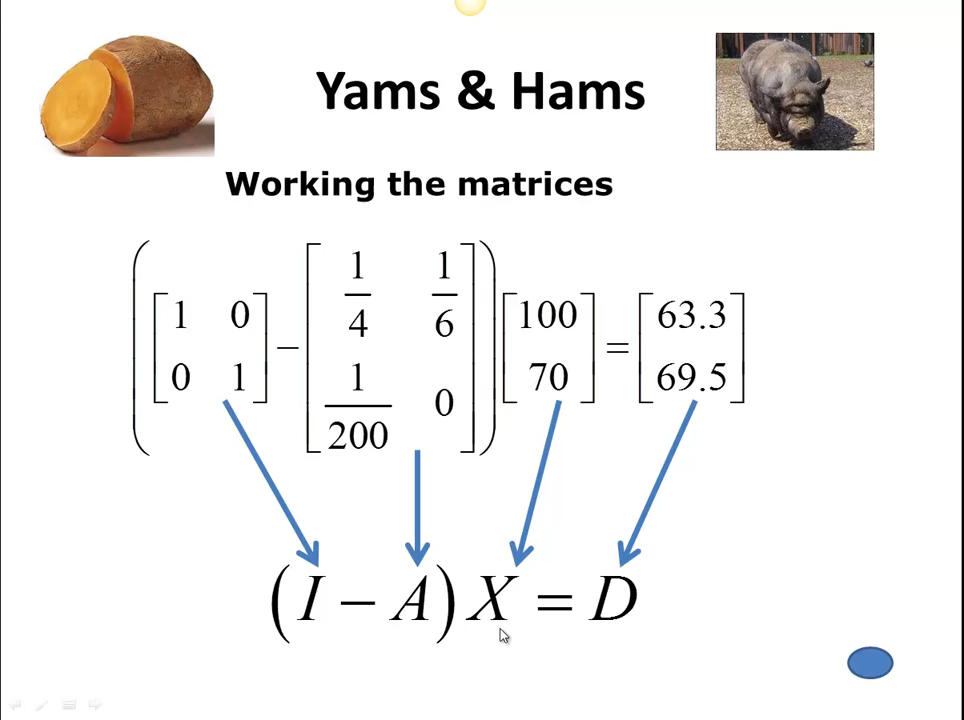 Yams & Hams
Working the matrices
( [ 1 0 ; 0 1 ] − [ 1/4 1/6 ; 1/200 0 ] ) [ 100 ; 70 ] = [ 63.3 ; 69.5 ]
(I − A) X = D